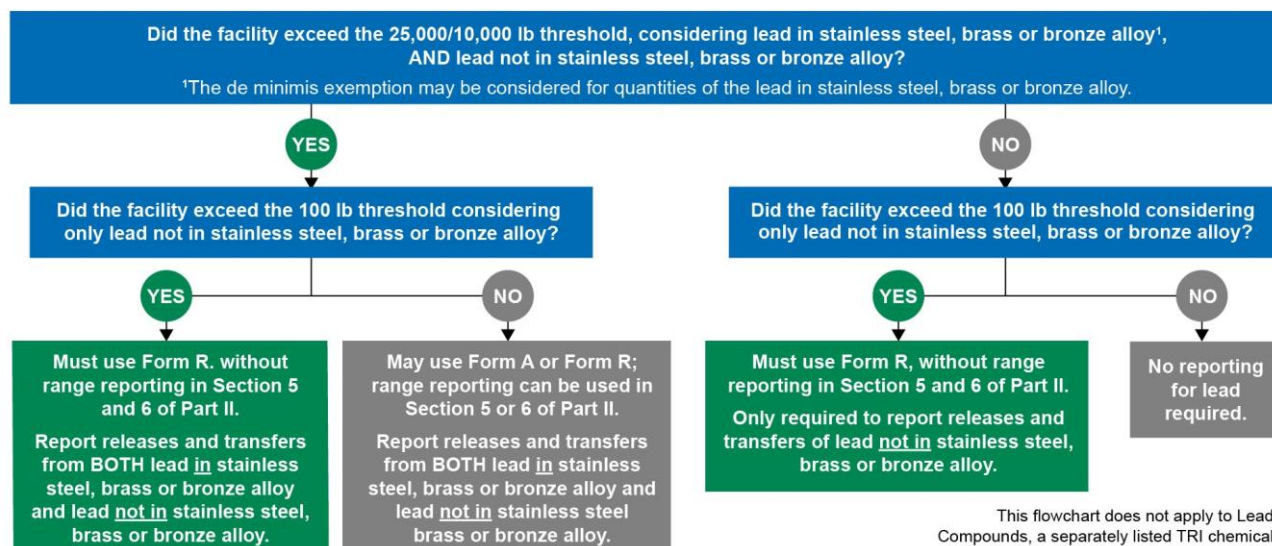 Did the facility exceed the 25,000/10,000 lb threshold, considering lead in stainless steel, brass or bronze alloy¹,
AND lead not in stainless steel, brass or bronze alloy?
¹The de minimis exemption may be considered for quantities of the lead in stainless steel, brass or bronze alloy.
YES
NO
Did the facility exceed the 100 lb threshold considering
only lead not in stainless steel, brass or bronze alloy?
Did the facility exceed the 100 lb threshold considering
only lead not in stainless steel, brass or bronze alloy?
YES
NO
YES
NO
Must use Form R. without
range reporting in Section 5
and 6 of Part II.
Report releases and transfers
from BOTH lead in stainless
steel, brass or bronze alloy
and lead not in stainless steel,
brass or bronze alloy.
May use Form A or Form R;
range reporting can be used in
Section 5 or 6 of Part II.
Report releases and transfers
from BOTH lead in stainless
steel, brass or bronze alloy and
lead not in stainless steel
brass or bronze alloy.
Must use Form R, without range
reporting in Section 5 and 6 of Part II.
Only required to report releases and
transfers of lead not in stainless steel,
brass or bronze alloy.
No reporting
for lead
required.
This flowchart does not apply to Lead
Compounds, a separately listed TRI chemical